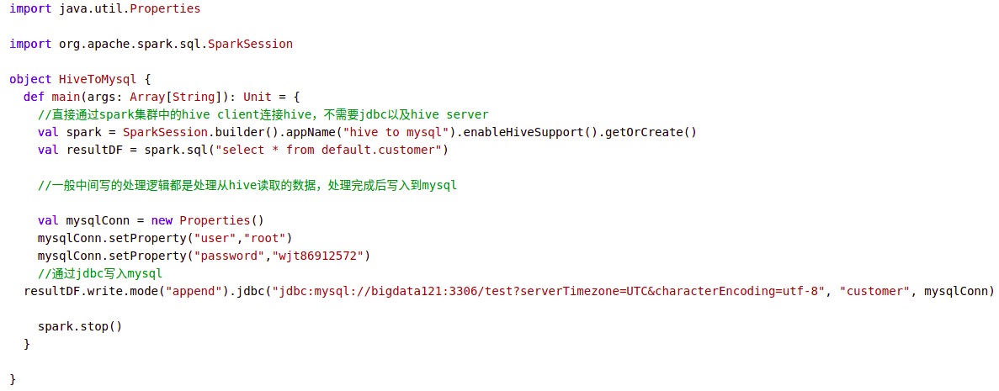 import java.util.Properties
import org.apache.spark.sql.SparkSession
object HiveToMysql {
def main(args: Array[String]): Unit = {
//直接通过spark集群中的hive client连接hive，不需要jdbc以及hive server
val spark = SparkSession.builder().appName("hive to mysql").enableHiveSupport().getOrCreate()
val resultDF = spark.sql("select * from default.customer")
//一般中间写的处理逻辑都是处理从hive读取的数据，处理完成后写入到mysql
val mysqlConn = new Properties()
mysqlConn.setProperty("user","root")
mysqlConn.setProperty("password","wjt86912572")
//通过jdbc写入mysql
resultDF.write.mode("append").jdbc("jdbc:mysql://bigdata121:3306/test?serverTimezone=UTC&characterEncoding=utf-8", "customer", mysqlConn)
spark.stop()
}
}